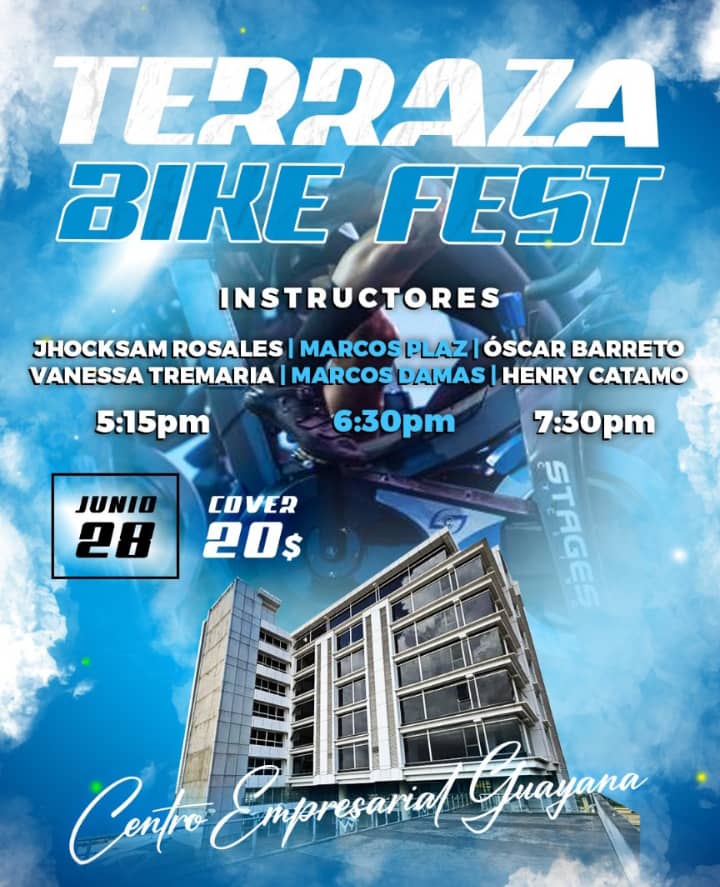 TERRAZA
BIKE FEST
INSTRUCTORES
JHOCKSAM ROSALES | MARCOS PLAZ | ÓSCAR BARRETO
VANESSA TREMARIA | MARCOS DAMAS | HENRY CATAMO
5:15pm 6:30pm 7:30pm
JUNIO
28
COVER
20$
STAGES
Centro Empresarial Guayana